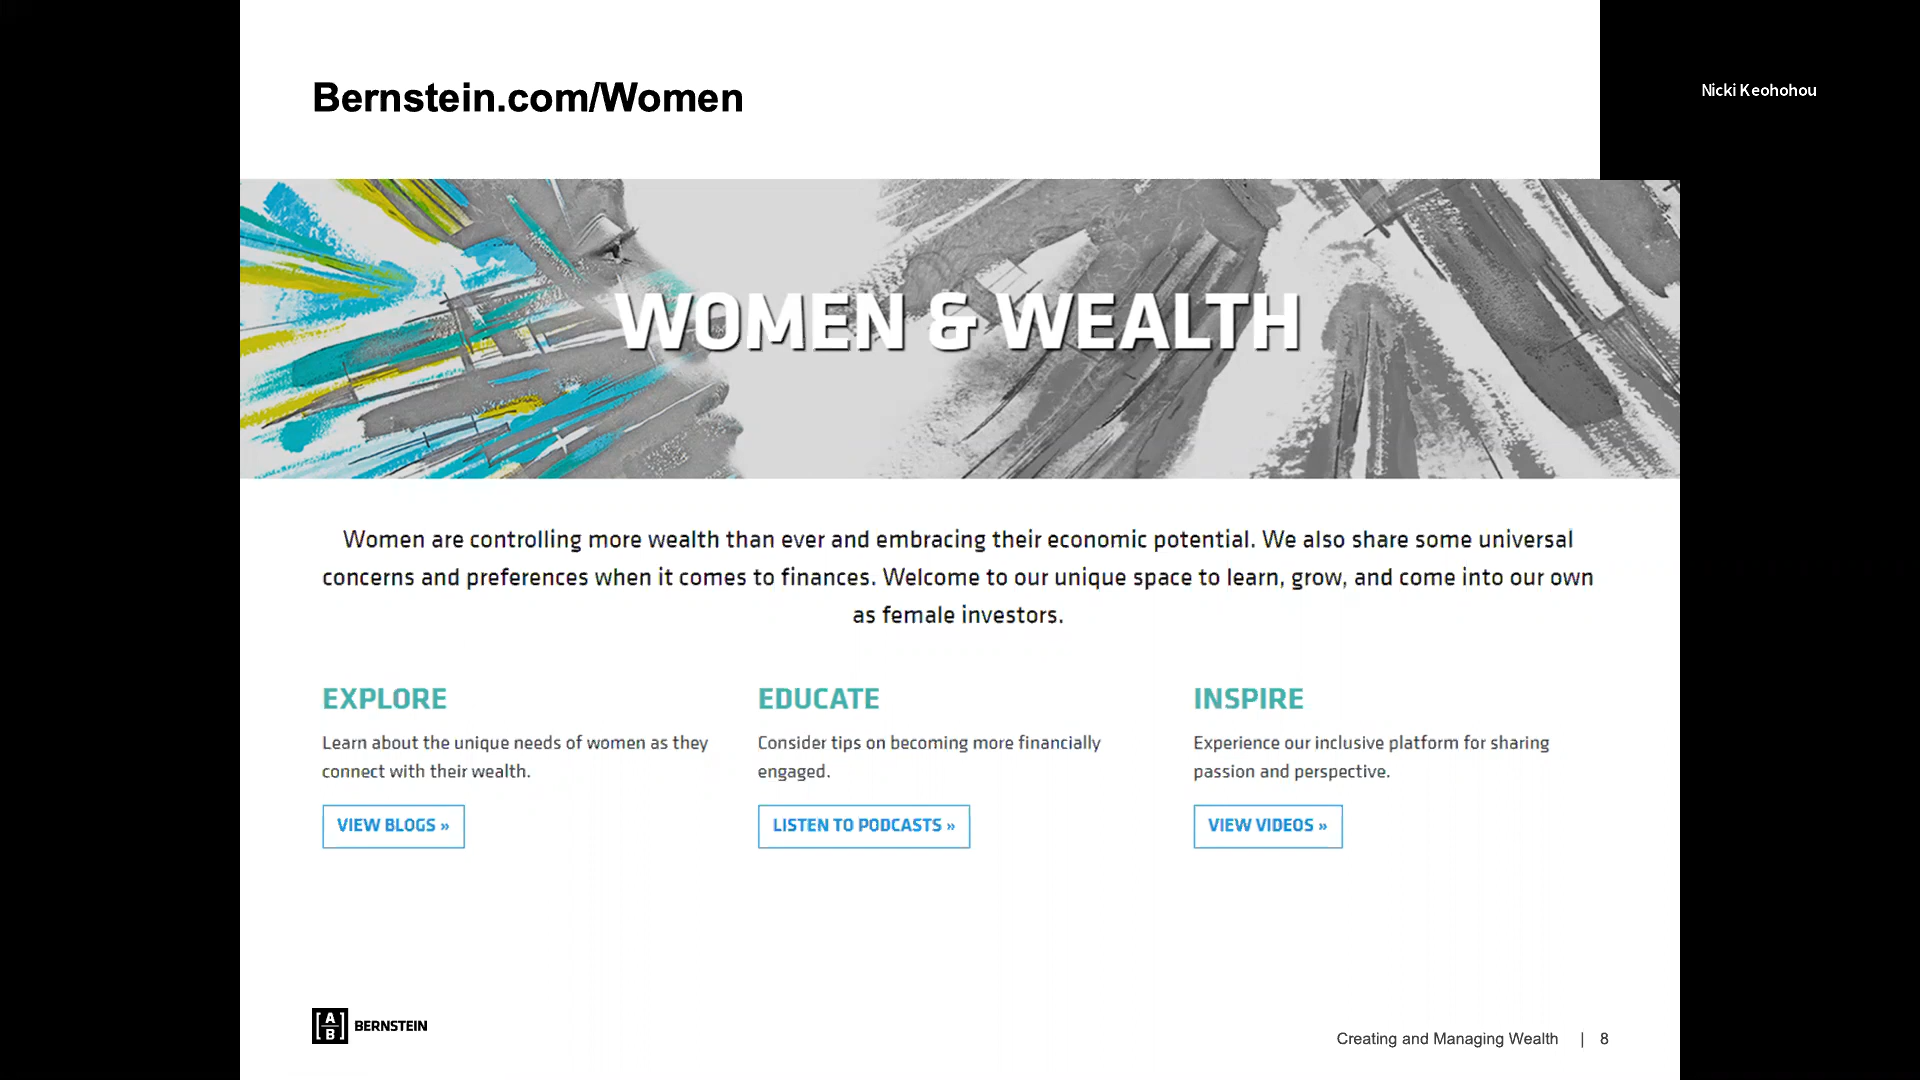 Bernstein.com/Women
Nicki Keohohou
WOMEN & WEALTH
Women are controlling more wealth than ever and embracing their economic potential. We also share some universal
concerns and preferences when it comes to finances. Welcome to our unique space to learn, grow, and come into our own
as female investors.
EXPLORE
Learn about the unique needs of women as they
connect with their wealth.
VIEW BLOGS »
EDUCATE
Consider tips on becoming more financially
engaged.
LISTEN TO PODCASTS »
INSPIRE
Experience our inclusive platform for sharing
passion and perspective.
VIEW VIDEOS »
[A
B] BERNSTEIN
Creating and Managing Wealth | 8